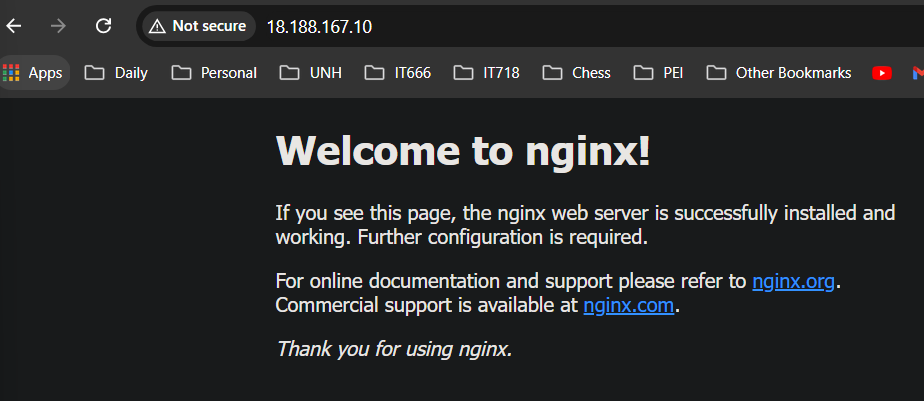 Not secure 18.188.167.10
Apps Daily Personal UNH IT666 IT718 Chess PEI Other Bookmarks
Welcome to nginx!
If you see this page, the nginx web server is successfully installed and
working. Further configuration is required.
For online documentation and support please refer to nginx.org.
Commercial support is available at nginx.com.
Thank you for using nginx.